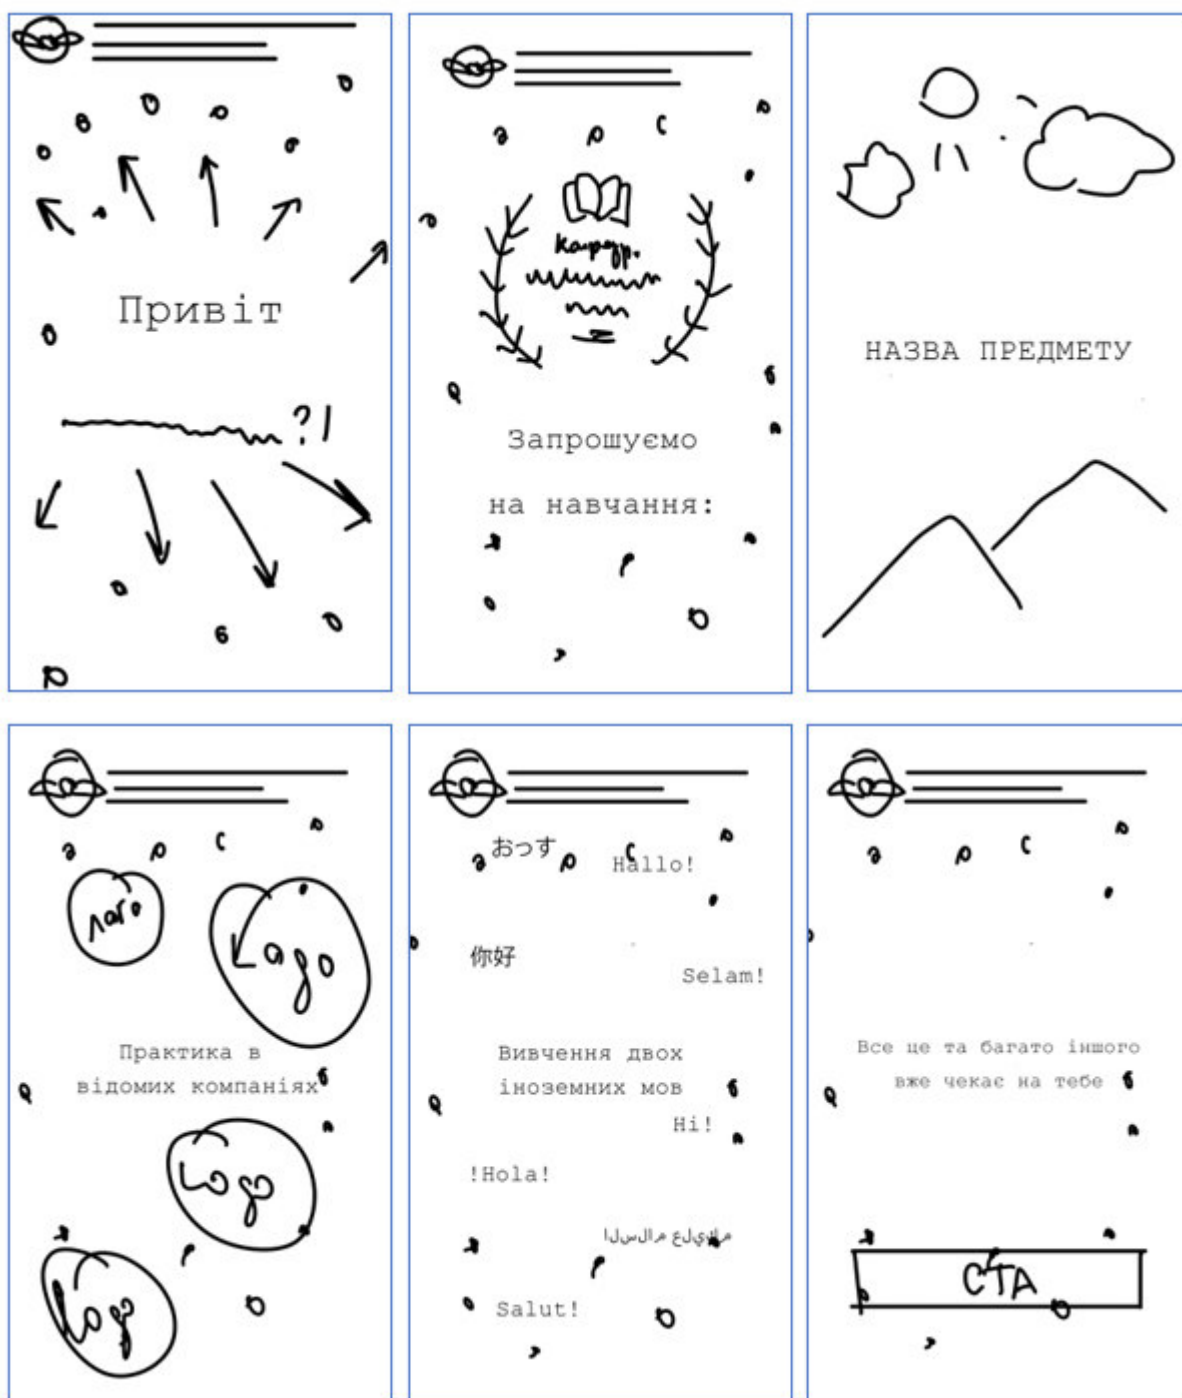 Привіт
?!
Запрошуємо
на навчання:
НАЗВА ПРЕДМЕТУ
лого
Logo
Практика в
відомих компаніях
Logo
Logo
おっす
Hallo!
你好
Selam!
Вивчення двох
іноземних мов
Hi!
!Hola!
Salut!
Все це та багато іншого
вже чекає на тебе
CTA